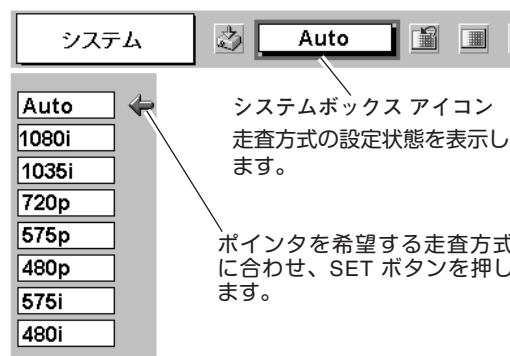 システム
Auto
Auto
1080i
1035i
720p
575p
480p
575i
480i
システムボックス アイコン
走査方式の設定状態を表示し
ます。
ポインタを希望する走査方式
に合わせ、SET ボタンを押し
ます。